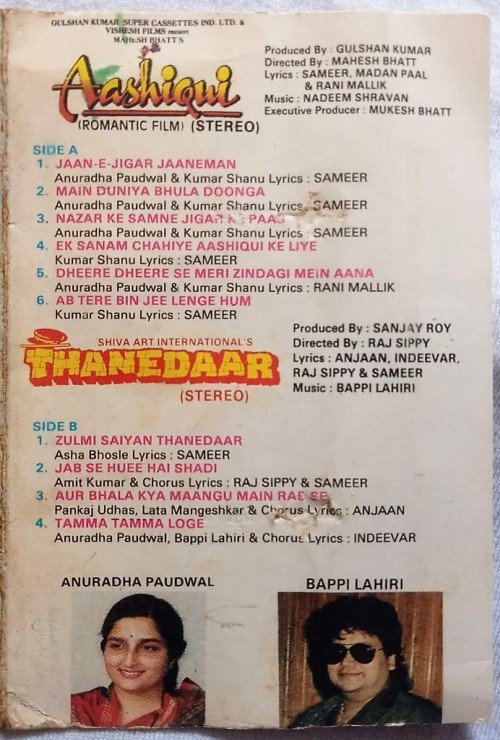 GULSHAN KUMAR SUPER CASSETTES IND. LTD. &
VISHESH FILMS PRESENT
MAHESH BHATT'S
Aashiqui
(ROMANTIC FILM) (STEREO)
Produced By : GULSHAN KUMAR
Directed By : MAHESH BHATT
Lyrics : SAMEER, MADAN PAAL
& RANI MALLIK
Music : NADEEM SHRAVAN
Executive Producer : MUKESH BHATT
SIDE A
1. JAAN-E-JIGAR JAANEMAN
Anuradha Paudwal & Kumar Shanu Lyrics : SAMEER
2. MAIN DUNIYA BHULA DOONGA
Anuradha Paudwal & Kumar Shanu Lyrics : SAMEER
3. NAZAR KE SAMNE JIGAR KE PAAS
Anuradha Paudwal & Kumar Shanu Lyrics : SAMEER
4. EK SANAM CHAHIYE AASHIQUI KE LIYE
Kumar Shanu Lyrics : SAMEER
5. DHEERE DHEERE SE MERI ZINDAGI MEIN AANA
Anuradha Paudwal & Kumar Shanu Lyrics : RANI MALLIK
6. AB TERE BIN JEE LENGE HUM
Kumar Shanu Lyrics : SAMEER
SHIVA ART INTERNATIONAL'S
THANEDAAR
(STEREO)
Produced By : SANJAY ROY
Directed By : RAJ SIPPY
Lyrics : ANJAAN, INDEEVAR,
RAJ SIPPY & SAMEER
Music : BAPPI LAHIRI
SIDE B
1. ZULMI SAIYAN THANEDAAR
Asha Bhosle Lyrics : SAMEER
2. JAB SE HUEE HAI SHADI
Amit Kumar & Chorus Lyrics : RAJ SIPPY & SAMEER
3. AUR BHALA KYA MAANGU MAIN RAB SE
Pankaj Udhas, Lata Mangeshkar & Chorus Lyrics : ANJAAN
4. TAMMA TAMMA LOGE
Anuradha Paudwal, Bappi Lahiri & Chorus Lyrics : INDEEVAR
ANURADHA PAUDWAL
BAPPI LAHIRI